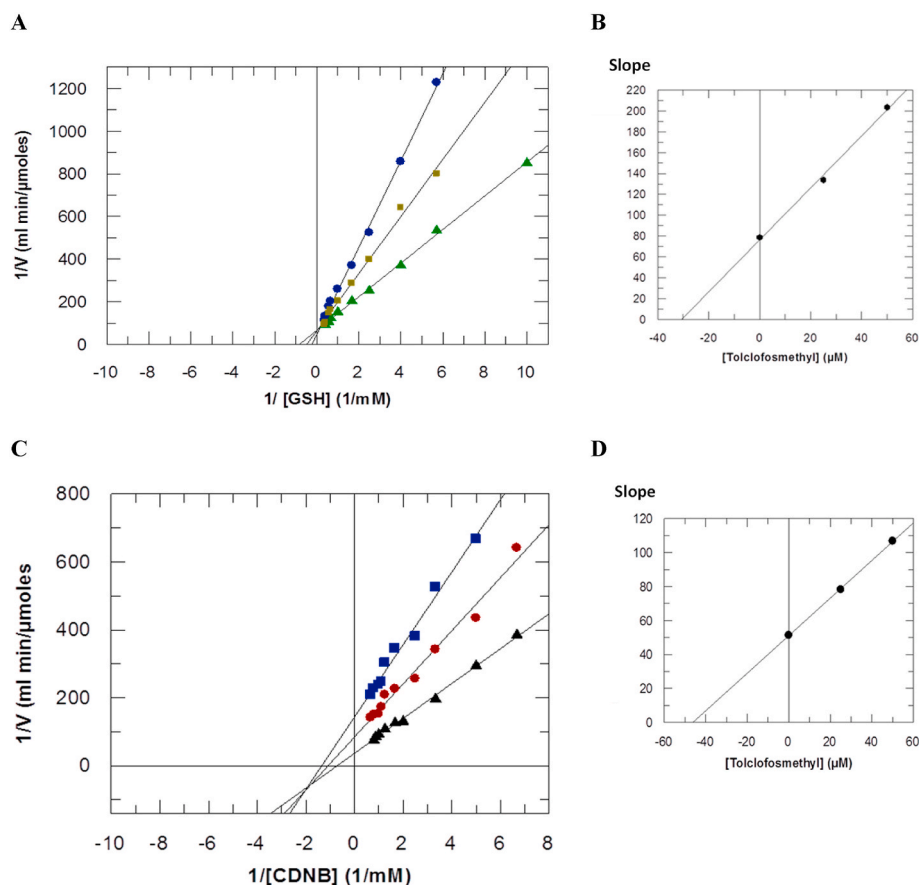 A
1/V (ml min/µmoles)
1200
1000
800
600
400
200
0
-10 -8 -6 -4 -2 0 2 4 6 8 10
1/ [GSH] (1/mM)
B
Slope
220
200
180
160
140
120
100
80
60
40
20
0
-40 -20 0 20 40 60
[Tolclofosmethyl] (µM)
C
1/V (ml min/µmoles
800
600
400
200
0
-10 -8 -6 -4 -2 0 2 4 6 8
1/[CDNB] (1/mM)
D
Slope
120
100
80
60
40
20
0
-60 -40 -20 0 20 40 60
[Tolclofosmethyl] (µM)